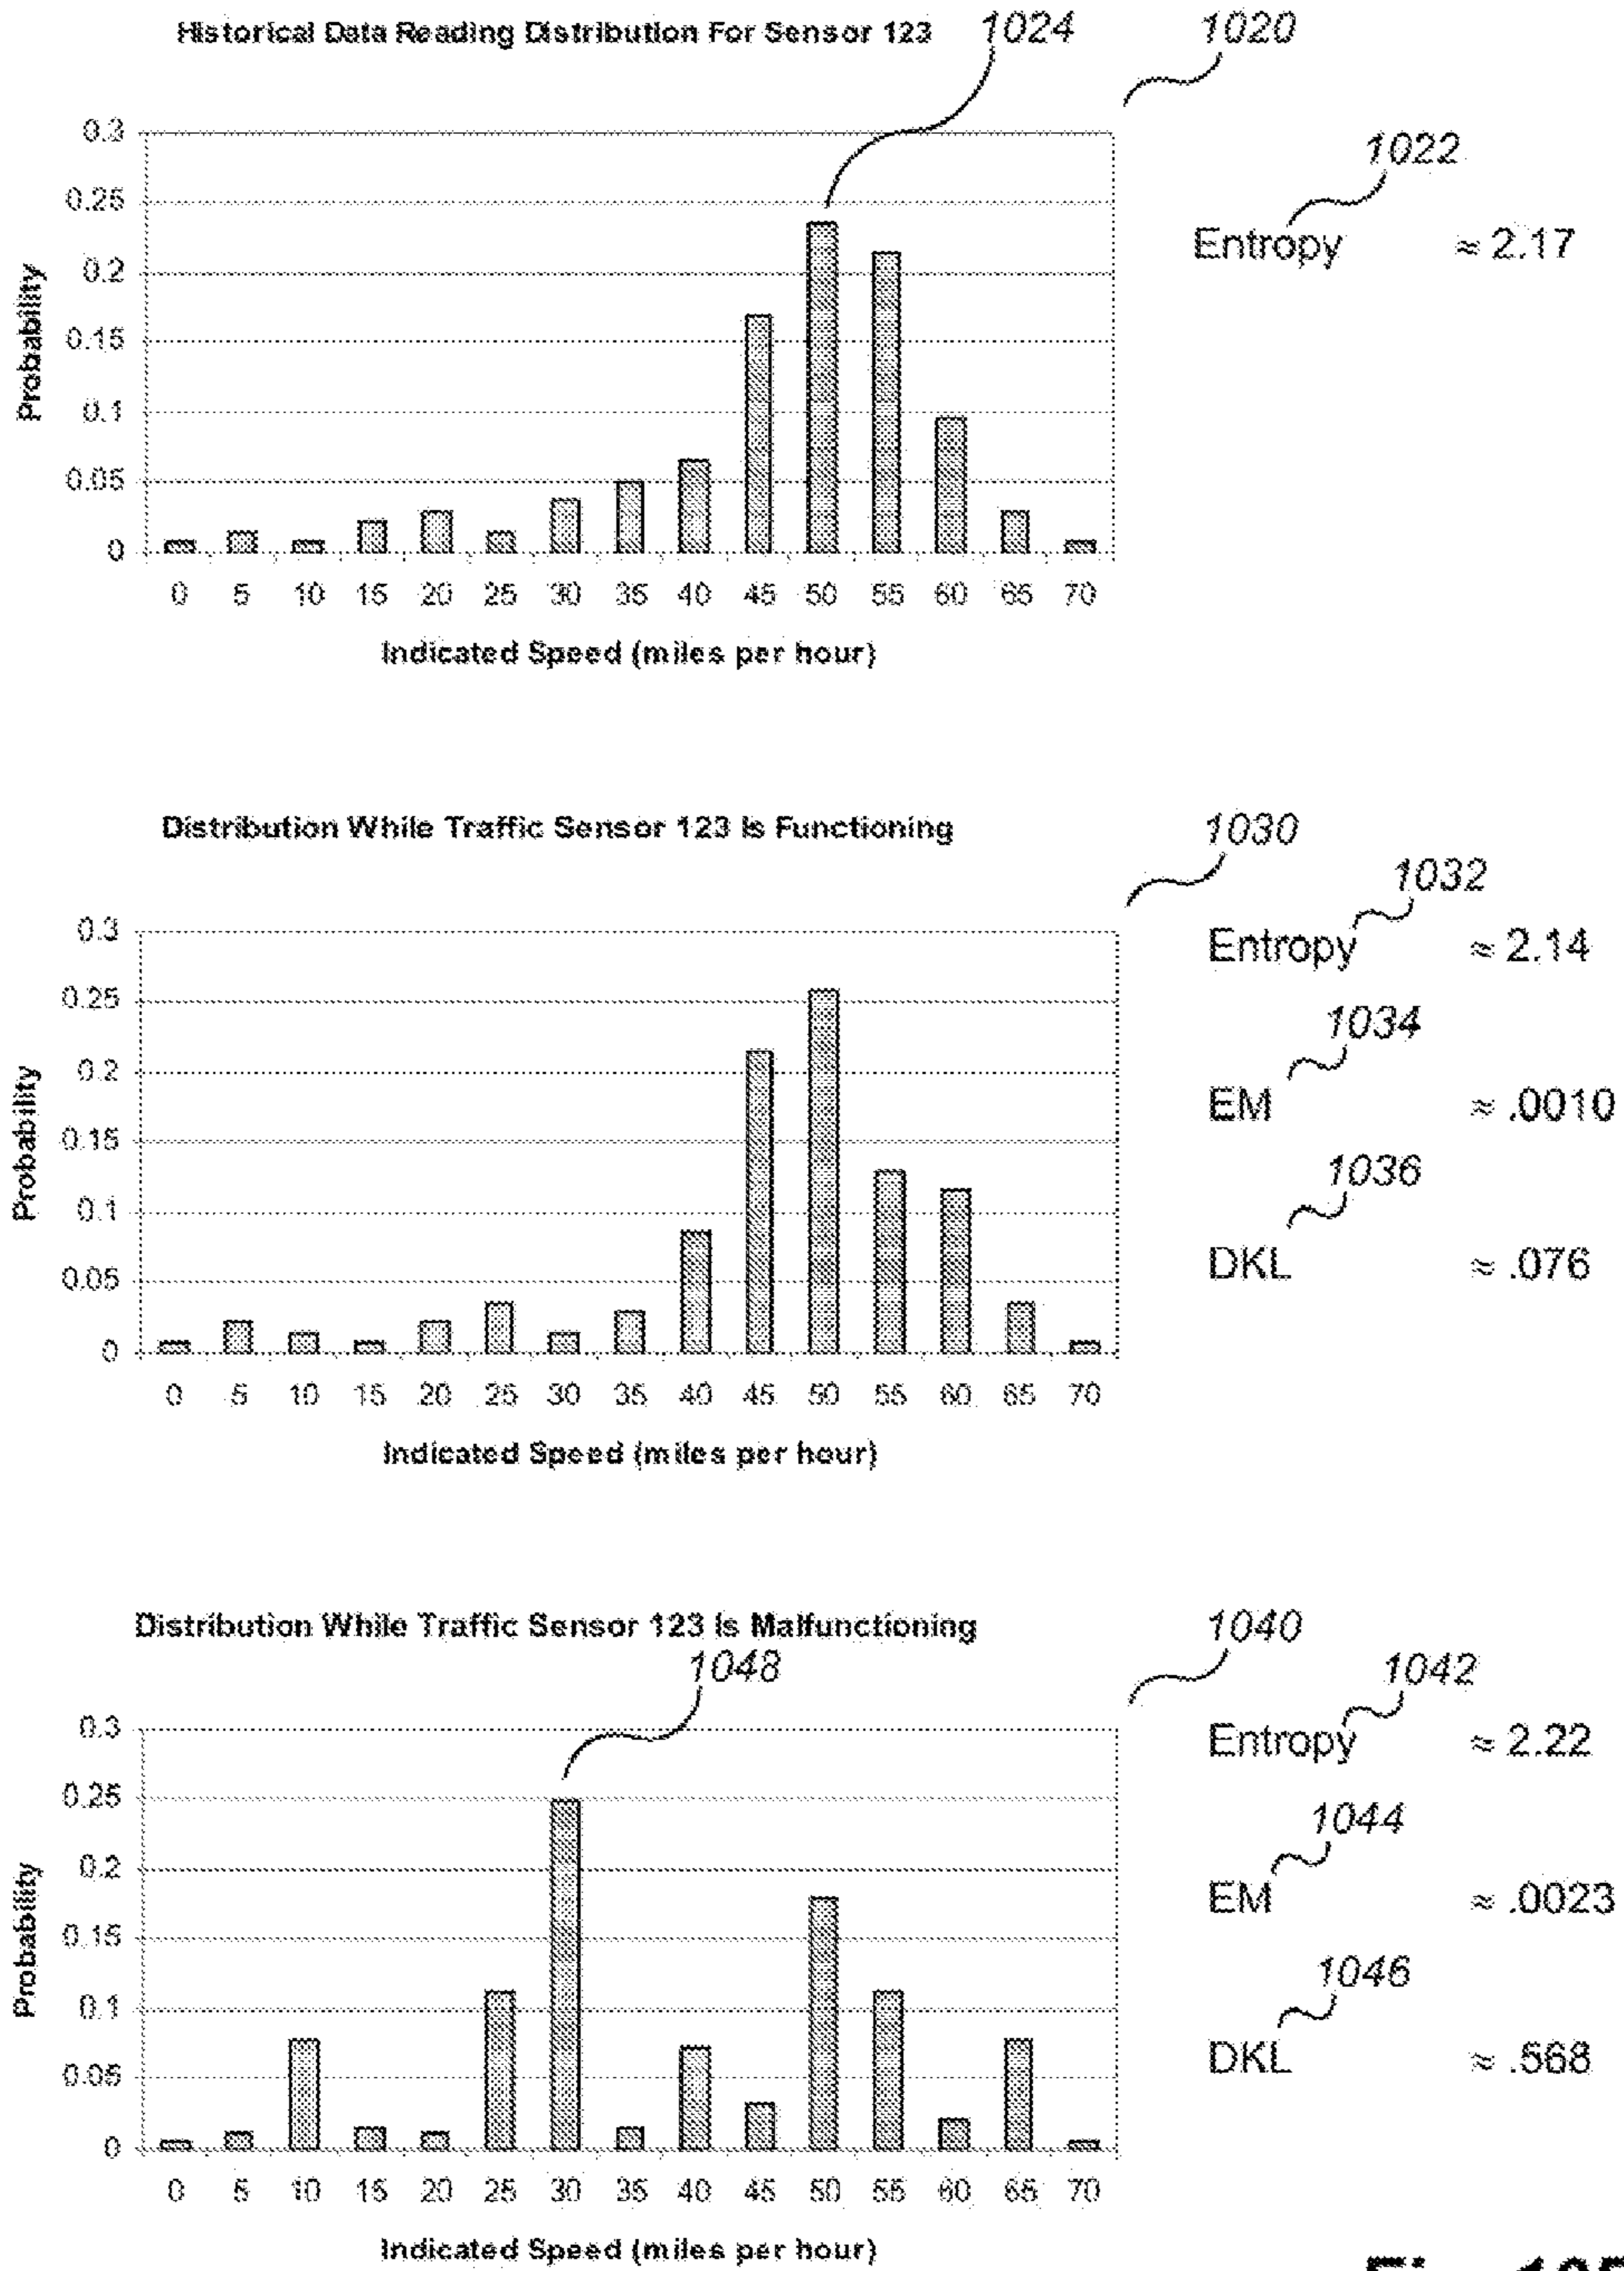 Historical Data Reading Distribution For Sensor 123
1024
1020
0.3
0.25
0.2
0.15
0.1
0.05
0
Probability
0 5 10 15 20 25 30 35 40 45 50 55 60 65 70
Indicated Speed (miles per hour)
1022
Entropy ≈ 2.17
Distribution While Traffic Sensor 123 Is Functioning
1030
0.3
0.25
0.2
0.15
0.1
0.05
0
Probability
0 5 10 15 20 25 30 35 40 45 50 55 60 65 70
Indicated Speed (miles per hour)
1032
Entropy ≈ 2.14
1034
EM ≈ .0010
1036
DKL ≈ .076
Distribution While Traffic Sensor 123 Is Malfunctioning
1048
1040
0.3
0.25
0.2
0.15
0.1
0.05
0
Probability
0 5 10 15 20 25 30 35 40 45 50 55 60 65 70
Indicated Speed (miles per hour)
1042
Entropy ≈ 2.22
1044
EM ≈ .0023
1046
DKL ≈ .568